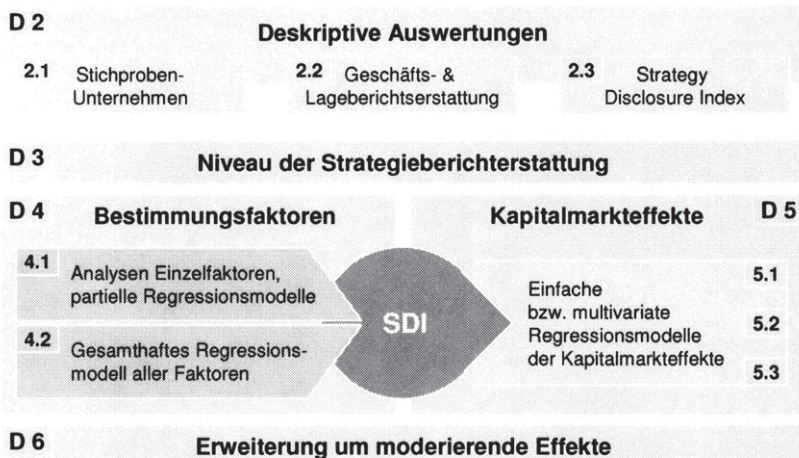 D 2
Deskriptive Auswertungen
2.1 Stichproben-
Unternehmen
2.2 Geschäfts- &
Lageberichtserstattung
2.3 Strategy
Disclosure Index
D 3
Niveau der Strategieberichterstattung
D 4
Bestimmungsfaktoren
4.1
Analysen Einzelfaktoren,
partielle Regressionsmodelle
4.2
Gesamthaftes Regressions-
modell aller Faktoren
SDI
Kapitalmarkteffekte
D 5
Einfache
bzw. multivariate
Regressionsmodelle
der Kapitalmarkteffekte
5.1
5.2
5.3
D 6
Erweiterung um moderierende Effekte